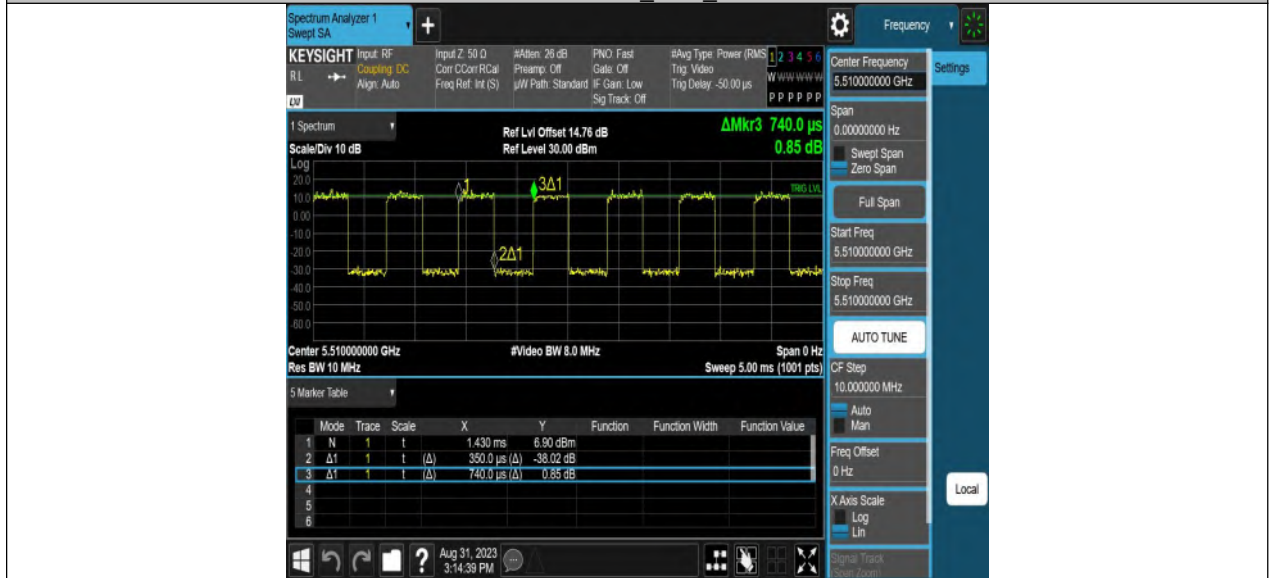 Spectrum Analyzer 1
Swept SA
+
Frequency
KEYSIGHT Input: RF Input Z: 50 Ω #Atten: 26 dB PNO: Fast #Avg Type: Power (RMS 1 2 3 4 5 6
R L Coupling: DC Corr CCorr RCal Preamp: Off Gate: Off Trig: Video W W W W W W
Align: Auto Freq Ref: Int (S) µW Path: Standard IF Gain: Low Trig Delay: -50.00 µs P P P P P P
LXI Sig Track: Off
1 Spectrum Ref Lvl Offset 14.76 dB ΔMkr3 740.0 µs
Scale/Div 10 dB Ref Level 30.00 dBm 0.85 dB
Log
20.0
10.0
0.00
-10.0
-20.0
-30.0
-40.0
-50.0
-60.0
1
3Δ1
TRIG LVL
2Δ1
Center 5.510000000 GHz #Video BW 8.0 MHz Span 0 Hz
Res BW 10 MHz Sweep 5.00 ms (1001 pts)
5 Marker Table
Mode Trace Scale X Y Function Function Width Function Value
1 N 1 t 1.430 ms 6.90 dBm
2 Δ1 1 t (Δ) 350.0 µs (Δ) -38.02 dB
3 Δ1 1 t (Δ) 740.0 µs (Δ) 0.85 dB
4
5
6
?
Aug 31, 2023
3:14:39 PM
Center Frequency
5.510000000 GHz
Settings
Span
0.00000000 Hz
Swept Span
Zero Span
Full Span
Start Freq
5.510000000 GHz
Stop Freq
5.510000000 GHz
AUTO TUNE
CF Step
10.000000 MHz
Auto
Man
Freq Offset
0 Hz
X Axis Scale
Log
Lin
Local
Signal Track
(Span Zoom)